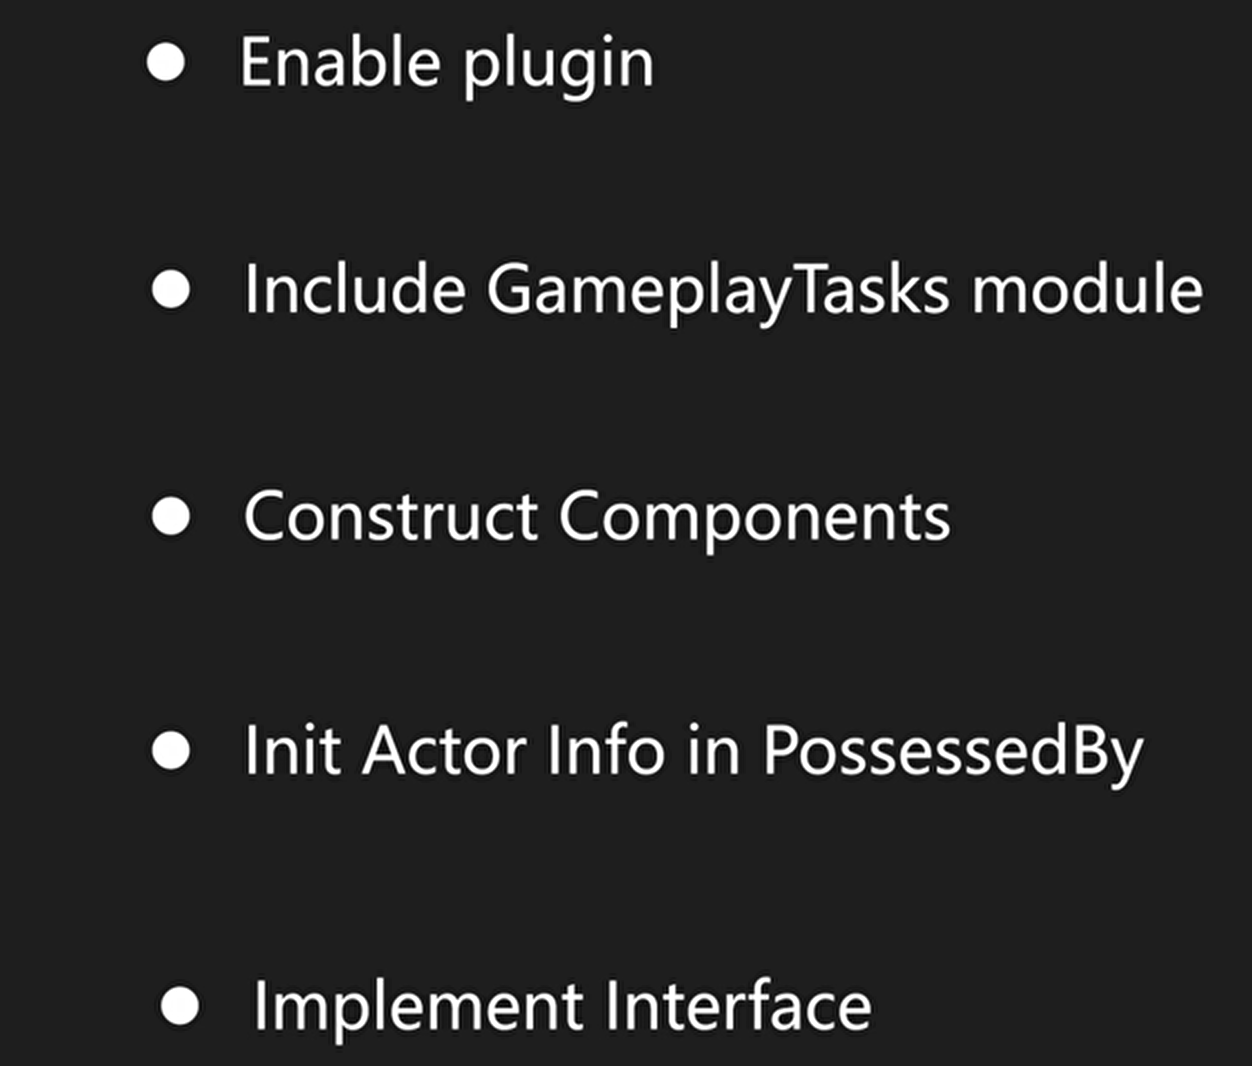 Enable plugin
Include GameplayTasks module
Construct Components
Init Actor Info in PossessedBy
Implement Interface